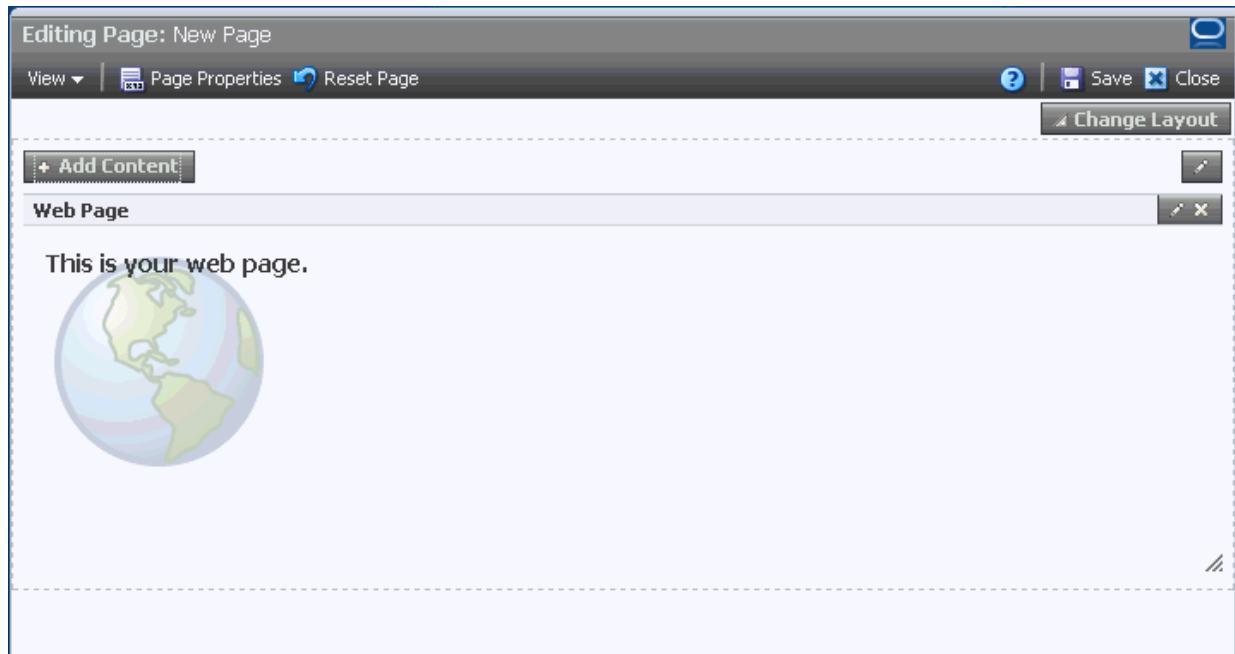 Editing Page: New Page
View Page Properties Reset Page ? Save Close
Change Layout
+ Add Content
Web Page
This is your web page.